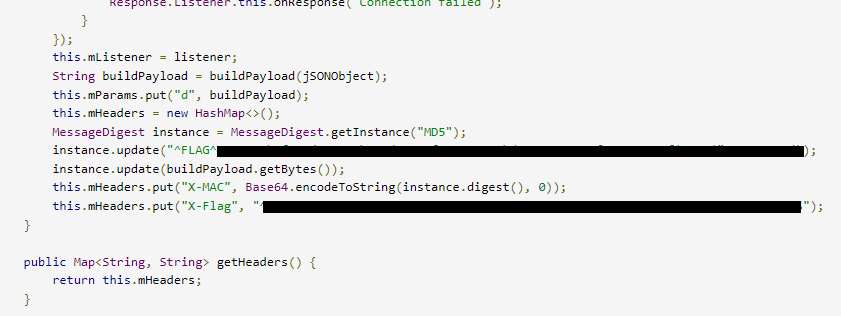 Response.Listener.this.onResponse("Connection failed");
}
});
this.mListener = listener;
String buildPayload = buildPayload(jSONObject);
this.mParams.put("d", buildPayload);
this.mHeaders = new HashMap<>();
MessageDigest instance = MessageDigest.getInstance("MD5");
instance.update("^FLAG^ );
instance.update(buildPayload.getBytes());
this.mHeaders.put("X-MAC", Base64.encodeToString(instance.digest(), 0));
this.mHeaders.put("X-Flag", " ");
}
public Map<String, String> getHeaders() {
return this.mHeaders;
}